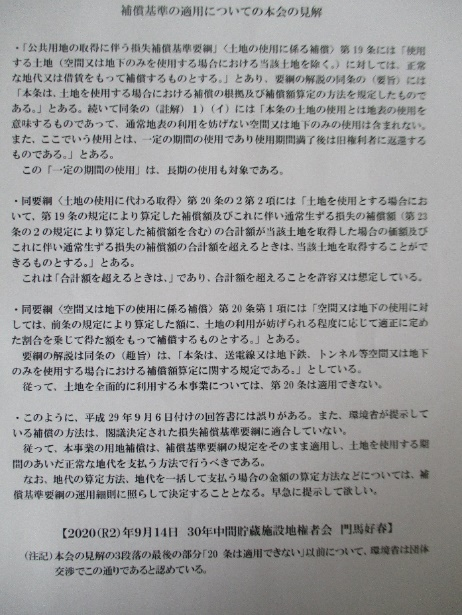 補償基準の適用についての本会の見解
・「公共用地の取得に伴う損失補償基準要綱」〈土地の使用に係る補償〉第19条には「使用
する土地（空間又は地下のみを使用する場合における当該土地を除く。）に対しては、正常
な地代又は借賃をもって補償するものとする。」とあり、要綱の解説の同条の（要旨）には
「本条は、土地を使用する場合における補償の根拠及び補償額算定の方法を規定したもので
ある。」とある。続いて同条の（註解）1）（イ）には「本条の土地の使用とは地表の使用を
意味するものであって、通常地表の利用を妨げない空間又は地下のみの使用は含まれない。
また、ここでいう使用とは、一定の期間の使用であり使用期間満了後は旧権利者に返還する
ものである。」とある。
この「一定の期間の使用」は、長期の使用も対象である。
・同要綱〈土地の使用に代わる取得〉第20条の2第2項には「土地を使用とする場合にお
いて、第19条の規定により算定した補償額及びこれに伴い通常生ずる損失の補償額（第23
条の2の規定により算定した補償額を含む）の合計額が当該土地を取得した場合の価額及び
これに伴い通常生ずる損失の補償額の合計額を超えるときは、当該土地を取得することがで
きるものとする。」とある。
これは「合計額を超えるときは、」であり、合計額を超えることを許容又は想定している。
・同要綱〈空間又は地下の使用に係る補償〉第20条第1項には「空間又は地下の使用に対
しては、前条の規定により算定した額に、土地の利用が妨げられる程度に応じて適正に定め
た割合を乗じて得た額をもって補償するものとする。」とある。
要綱の解説は同条の（趣旨）は、「本条は、送電線又は地下鉄、トンネル等空間又は地下
のみを使用する場合における補償額算定に関する規定である。」としている。
従って、土地を全面的に利用する本事業については、第20条は適用できない。
・このように、平成29年9月6日付けの回答書には誤りがある。また、環境省が提示して
いる補償の方法は、閣議決定された損失補償基準要綱に適合していない。
従って、本事業の用地補償は、補償基準要綱の規定をそのまま適用し、土地を使用する期
間のあいだ正常な地代を支払う方法で行うべきである。
なお、地代の算定方法、地代を一括して支払う場合の金額の算定方法などについては、補
償基準要綱の運用細則に照らして決定することとなる。早急に提示して欲しい。
【2020(R2)年9月14日 30年中間貯蔵施設地権者会 門馬好春】
（注記）本会の見解の3段落の最後の部分「20 条は適用できない」以前について、環境省は団体
交渉でこの通りであると認めている。